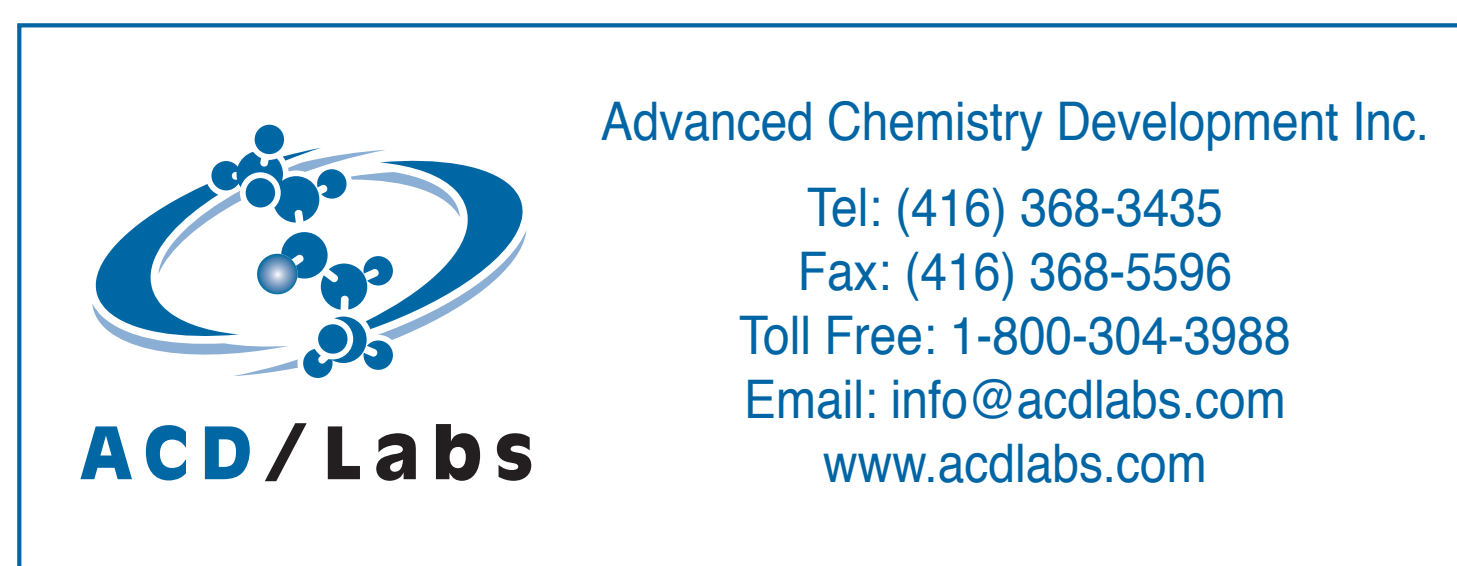 ACD/Labs
Advanced Chemistry Development Inc.
Tel: (416) 368-3435
Fax: (416) 368-5596
Toll Free: 1-800-304-3988
Email: info@acdlabs.com
www.acdlabs.com